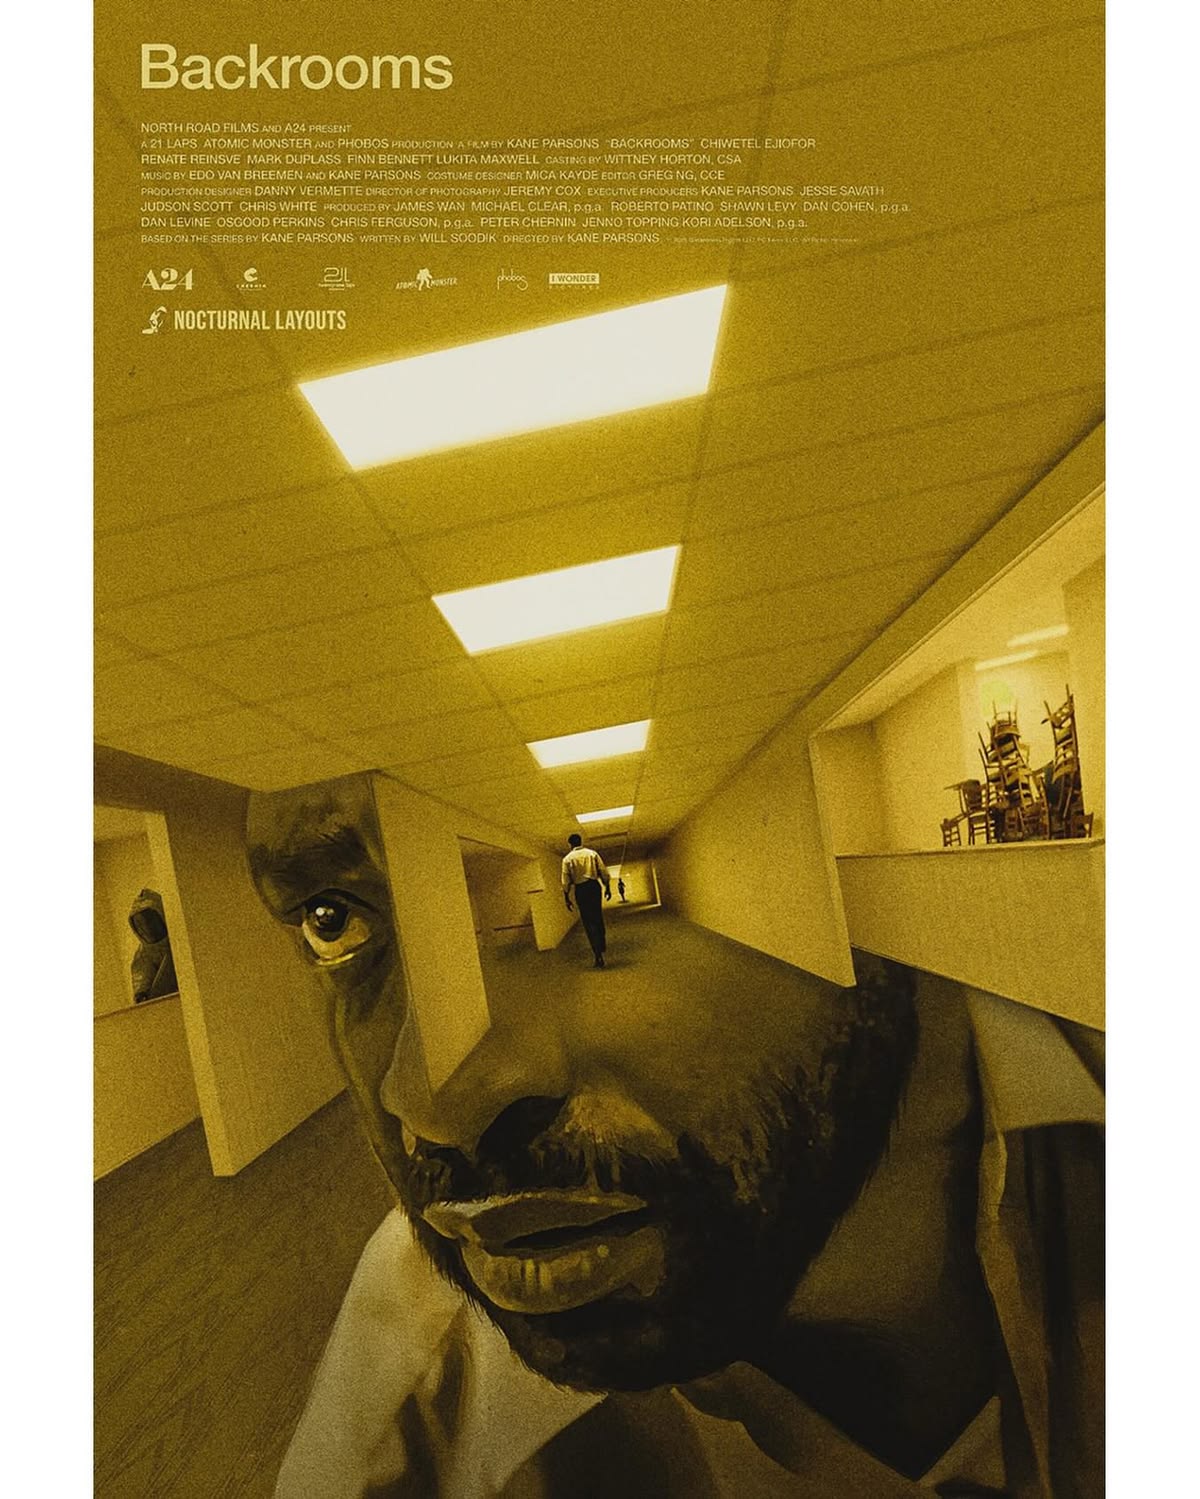 Backrooms
NORTH ROAD FILMS AND A24 PRESENT
A 21 LAPS ATOMIC MONSTER AND PHOBOS PRODUCTION A FILM BY KANE PARSONS "BACKROOMS" CHIWETEL EJIOFOR
RENATE REINSVE MARK DUPLASS FINN BENNETT LUKITA MAXWELL CASTING BY WITTNEY HORTON, CSA
MUSIC BY EDO VAN BREEMEN AND KANE PARSONS COSTUME DESIGNER MICA KAYDE EDITOR GREG NG, CCE
PRODUCTION DESIGNER DANNY VERMETTE DIRECTOR OF PHOTOGRAPHY JEREMY COX EXECUTIVE PRODUCERS KANE PARSONS JESSE SAVATH
JUDSON SCOTT CHRIS WHITE PRODUCED BY JAMES WAN MICHAEL CLEAR, p.g.a. ROBERTO PATINO SHAWN LEVY DAN COHEN, p.g.a.
DAN LEVINE OSGOOD PERKINS CHRIS FERGUSON, p.g.a. PETER CHERNIN JENNO TOPPING KORI ADELSON, p.g.a.
BASED ON THE SERIES BY KANE PARSONS WRITTEN BY WILL SOODIK DIRECTED BY KANE PARSONS
A24 21L ATOMIC MONSTER phobos I WONDER PICTURES
NOCTURNAL LAYOUTS